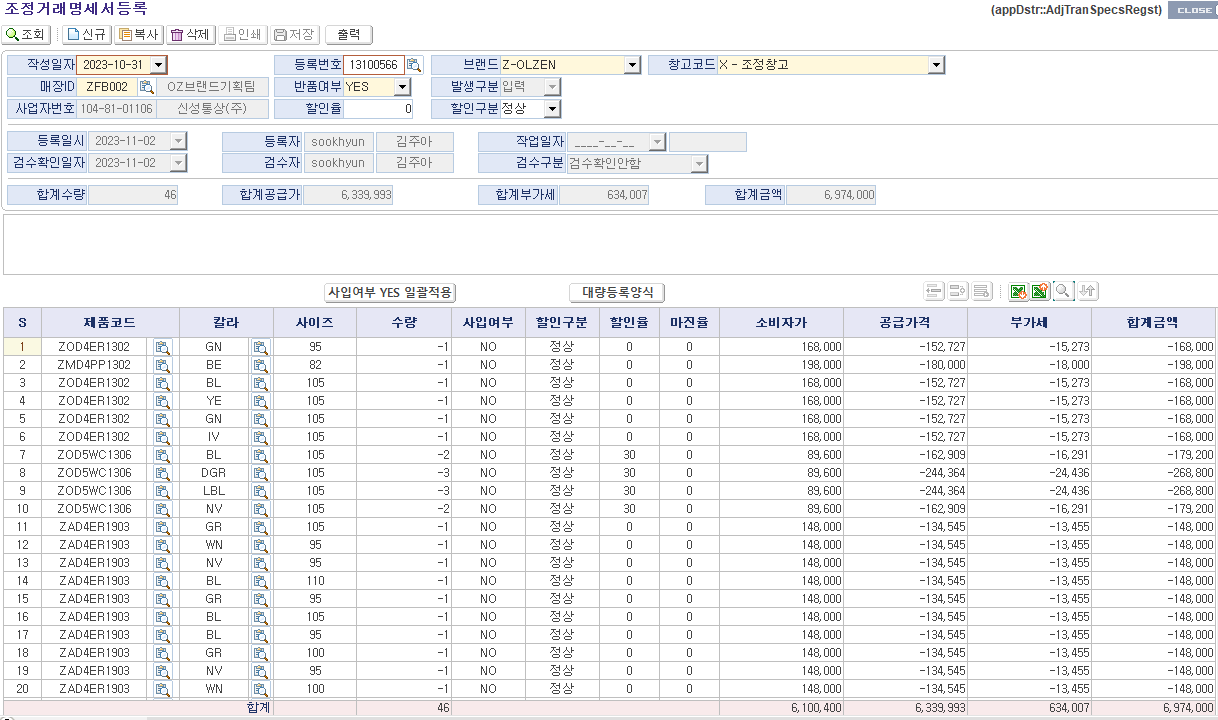 조정거래명세서등록 (appDstr::AdjTranSpecsRegst) CLOSE
조회 신규 복사 삭제 인쇄 저장 출력
작성일자 2023-10-31 등록번호 13100566 브랜드 Z-OLZEN 창고코드 X - 조정창고
매장ID ZFB002 OZ브랜드기획팀 반품여부 YES 발생구분 입력
사업자번호 104-81-01106 신성통상(주) 할인율 0 할인구분 정상
등록일시 2023-11-02 등록자 sookhyun 김주아 작업일자 ____-__-__
검수확인일자 2023-11-02 검수자 sookhyun 김주아 검수구분 검수확인안함
합계수량 46 합계공급가 6,339,993 합계부가세 634,007 합계금액 6,974,000
사입여부 YES 일괄적용 대량등록양식
S 제품코드 칼라 사이즈 수량 사입여부 할인구분 할인율 마진율 소비자가 공급가격 부가세 합계금액
1 ZOD4ER1302 GN 95 -1 NO 정상 0 0 168,000 -152,727 -15,273 -168,000
2 ZMD4PP1302 BE 82 -1 NO 정상 0 0 198,000 -180,000 -18,000 -198,000
3 ZOD4ER1302 BL 105 -1 NO 정상 0 0 168,000 -152,727 -15,273 -168,000
4 ZOD4ER1302 YE 105 -1 NO 정상 0 0 168,000 -152,727 -15,273 -168,000
5 ZOD4ER1302 GN 105 -1 NO 정상 0 0 168,000 -152,727 -15,273 -168,000
6 ZOD4ER1302 IV 105 -1 NO 정상 0 0 168,000 -152,727 -15,273 -168,000
7 ZOD5WC1306 BL 105 -2 NO 정상 30 0 89,600 -162,909 -16,291 -179,200
8 ZOD5WC1306 DGR 105 -3 NO 정상 30 0 89,600 -244,364 -24,436 -268,800
9 ZOD5WC1306 LBL 105 -3 NO 정상 30 0 89,600 -244,364 -24,436 -268,800
10 ZOD5WC1306 NV 105 -2 NO 정상 30 0 89,600 -162,909 -16,291 -179,200
11 ZAD4ER1903 GR 105 -1 NO 정상 0 0 148,000 -134,545 -13,455 -148,000
12 ZAD4ER1903 WN 95 -1 NO 정상 0 0 148,000 -134,545 -13,455 -148,000
13 ZAD4ER1903 NV 95 -1 NO 정상 0 0 148,000 -134,545 -13,455 -148,000
14 ZAD4ER1903 BL 110 -1 NO 정상 0 0 148,000 -134,545 -13,455 -148,000
15 ZAD4ER1903 GR 95 -1 NO 정상 0 0 148,000 -134,545 -13,455 -148,000
16 ZAD4ER1903 BL 105 -1 NO 정상 0 0 148,000 -134,545 -13,455 -148,000
17 ZAD4ER1903 BL 95 -1 NO 정상 0 0 148,000 -134,545 -13,455 -148,000
18 ZAD4ER1903 GR 100 -1 NO 정상 0 0 148,000 -134,545 -13,455 -148,000
19 ZAD4ER1903 NV 95 -1 NO 정상 0 0 148,000 -134,545 -13,455 -148,000
20 ZAD4ER1903 WN 100 -1 NO 정상 0 0 148,000 -134,545 -13,455 -148,000
합계 46 6,100,400 6,339,993 634,007 6,974,000